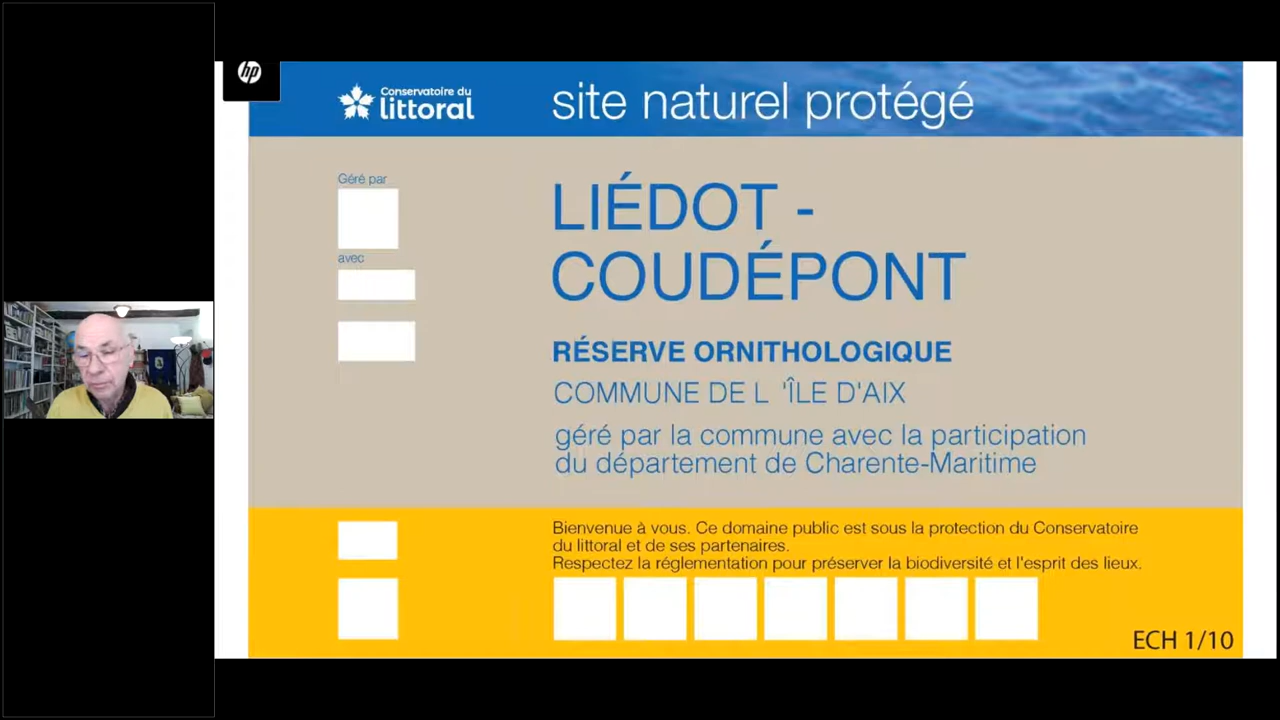 hp
Conservatoire du
littoral
site naturel protégé
Géré par
avec
LIÉDOT -
COUDÉPONT
RÉSERVE ORNITHOLOGIQUE
COMMUNE DE L 'ÎLE D'AIX
géré par la commune avec la participation
du département de Charente-Maritime
Bienvenue à vous. Ce domaine public est sous la protection du Conservatoire
du littoral et de ses partenaires.
Respectez la réglementation pour préserver la biodiversité et l'esprit des lieux.
ECH 1/10